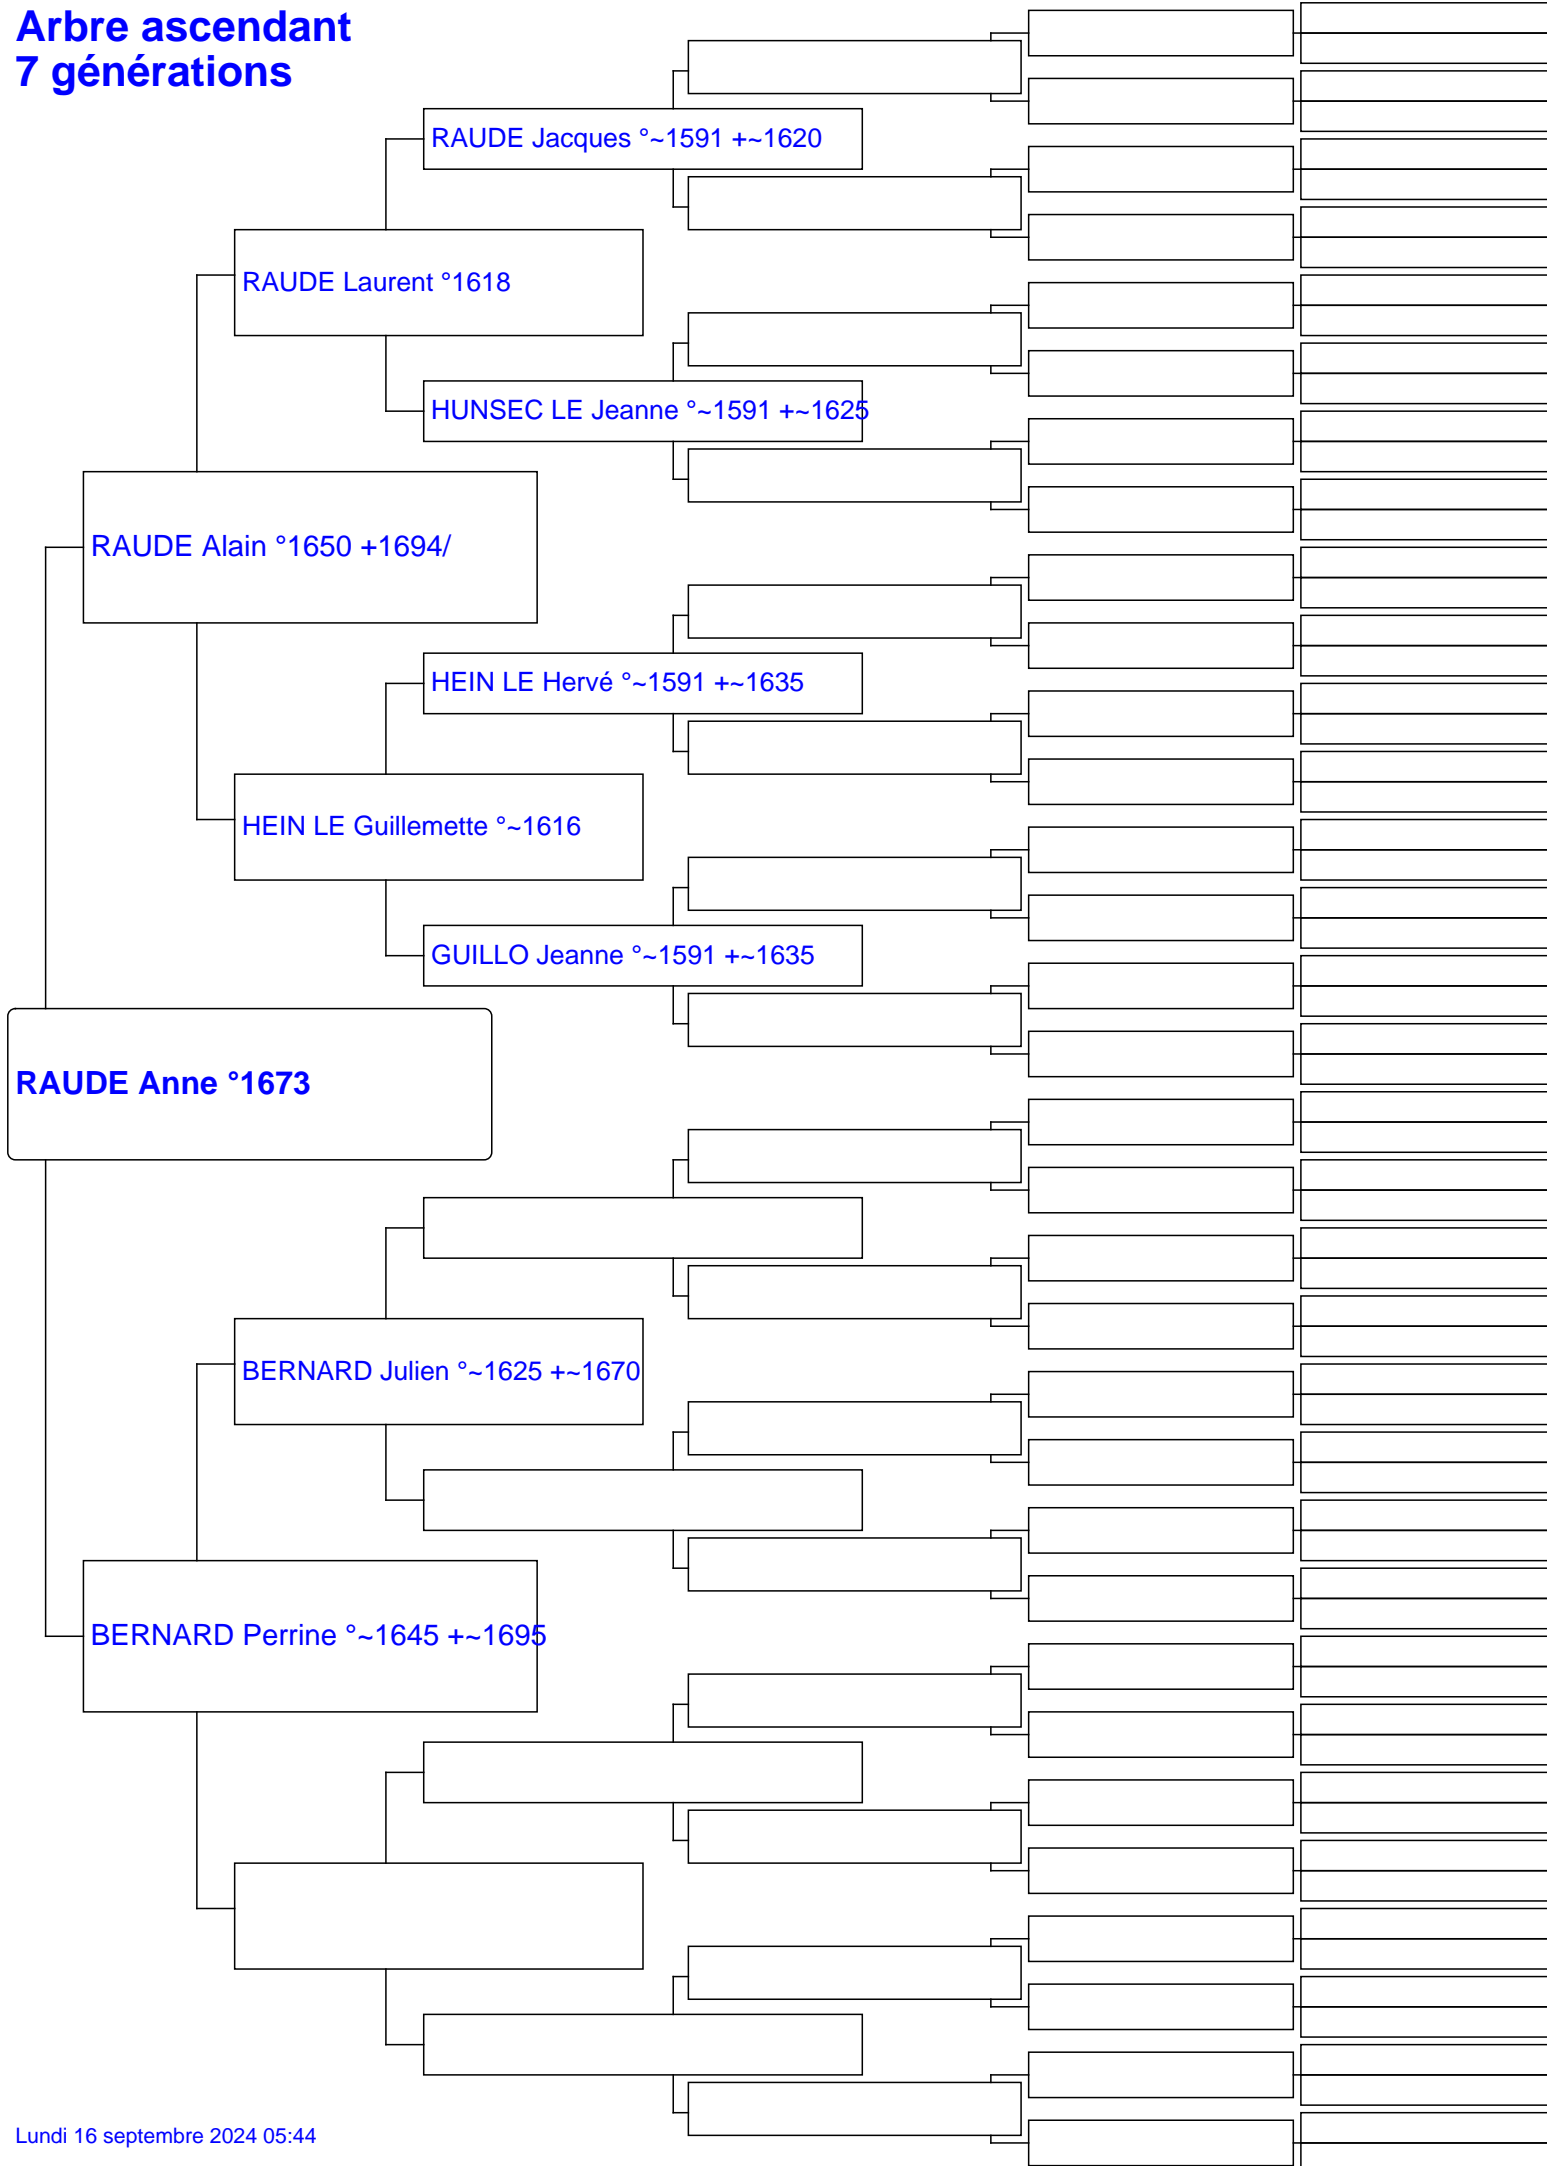 Arbre ascendant
7 générations
RAUDE Jacques °~1591 +~1620
RAUDE Laurent °1618
HUNSEC LE Jeanne °~1591 +~1625
RAUDE Alain °1650 +1694/
HEIN LE Hervé °~1591 +~1635
HEIN LE Guillemette °~1616
GUILLO Jeanne °~1591 +~1635
RAUDE Anne °1673
BERNARD Julien °~1625 +~1670
BERNARD Perrine °~1645 +~1695
Lundi 16 septembre 2024 05:44